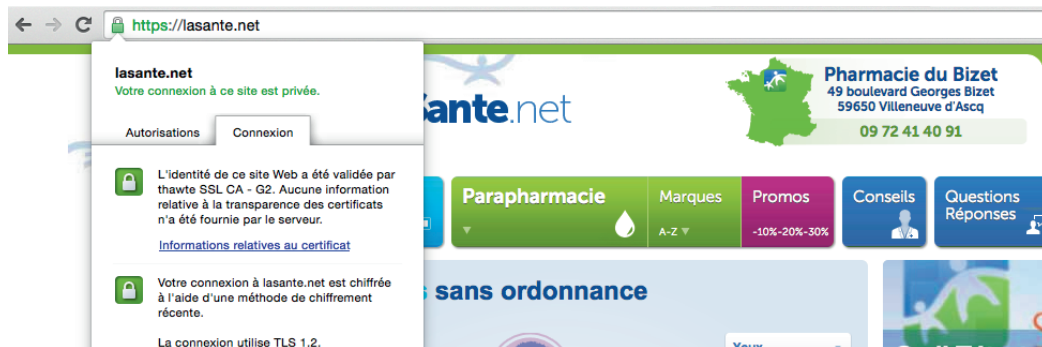 https://lasante.net
lasante.net
Votre connexion à ce site est privée.
Autorisations Connexion
L'identité de ce site Web a été validée par
thawte SSL CA - G2. Aucune information
relative à la transparence des certificats
n'a été fournie par le serveur.
Informations relatives au certificat
Votre connexion à lasante.net est chiffrée
à l'aide d'une méthode de chiffrement
récente.
La connexion utilise TLS 1.2.
ante.net
Pharmacie du Bizet
49 boulevard Georges Bizet
59650 Villeneuve d'Ascq
09 72 41 40 91
Parapharmacie
Marques
A-Z
Promos
-10%-20%-30%
Conseils
Questions
Réponses
sans ordonnance
Yeux